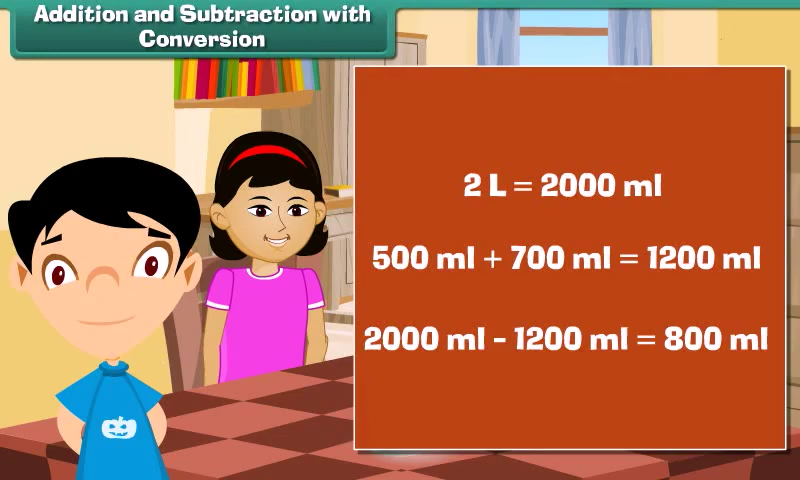 Addition and Subtraction with
Conversion
2 L = 2000 ml
500 ml + 700 ml = 1200 ml
2000 ml - 1200 ml = 800 ml